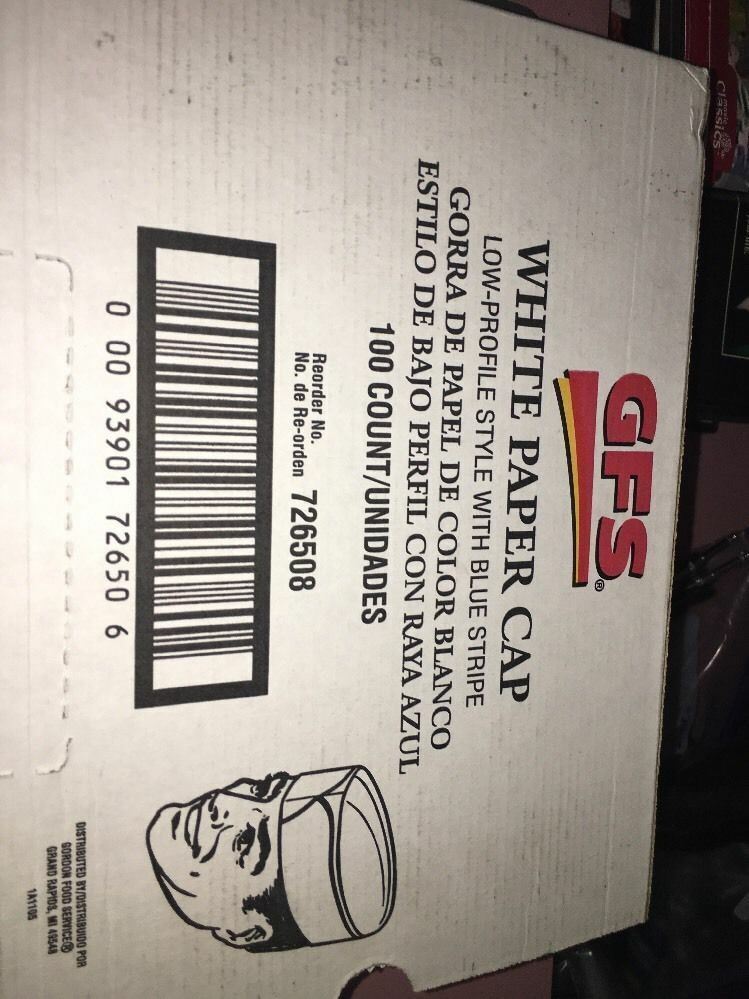 GFS®
WHITE PAPER CAP
LOW-PROFILE STYLE WITH BLUE STRIPE
GORRA DE PAPEL DE COLOR BLANCO
ESTILO DE BAJO PERFIL CON RAYA AZUL
100 COUNT/UNIDADES
Reorder No.
No. de Re-orden 726508
0 00 93901 72650 6
DISTRIBUTED BY/DISTRIBUIDO POR
GORDON FOOD SERVICE®
GRAND RAPIDS, MI 49548
1A1105
Classics